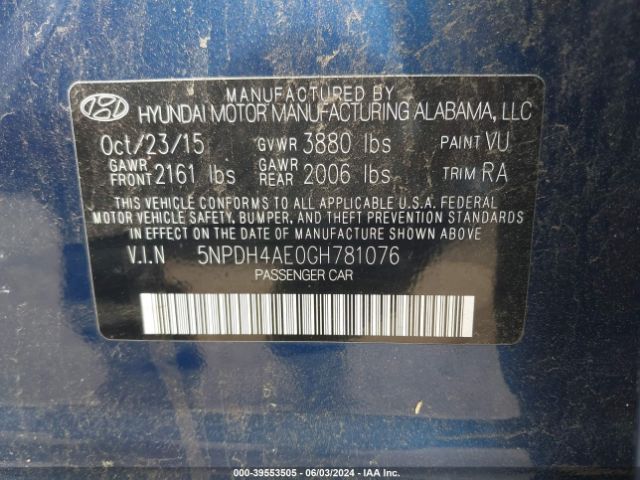 MANUFACTURED BY
HYUNDAI MOTOR MANUFACTURING ALABAMA, LLC
Oct/23/15 GVWR 3880 lbs PAINT VU
GAWR FRONT 2161 lbs GAWR REAR 2006 lbs TRIM RA
THIS VEHICLE CONFORMS TO ALL APPLICABLE U.S.A. FEDERAL
MOTOR VEHICLE SAFETY, BUMPER, AND THEFT PREVENTION STANDARDS
IN EFFECT ON THE DATE OF MANUFACTURE SHOWN ABOVE.
V.I.N 5NPDH4AE0GH781076
PASSENGER CAR
000-39553505 - 06/03/2024 - IAA Inc.